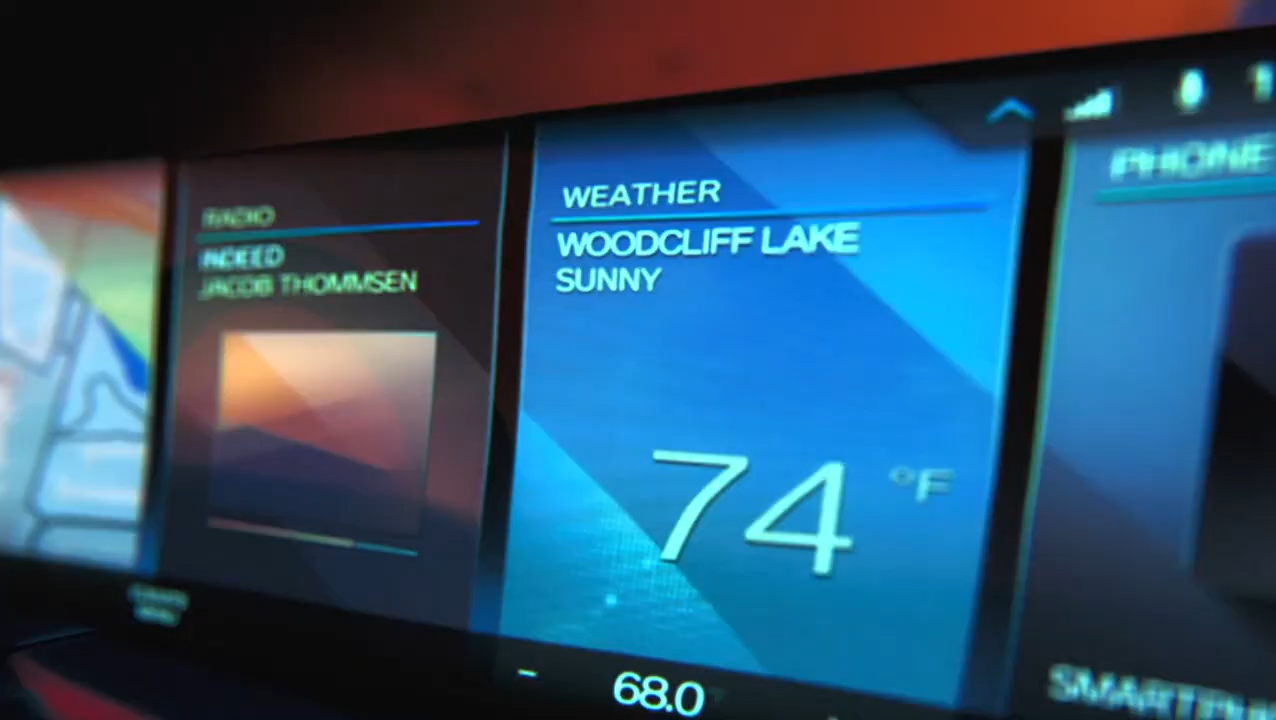 RADIO
INDEED
JACOB THOMMSEN
WEATHER
WOODCLIFF LAKE
SUNNY
74 °F
PHONE
68.0